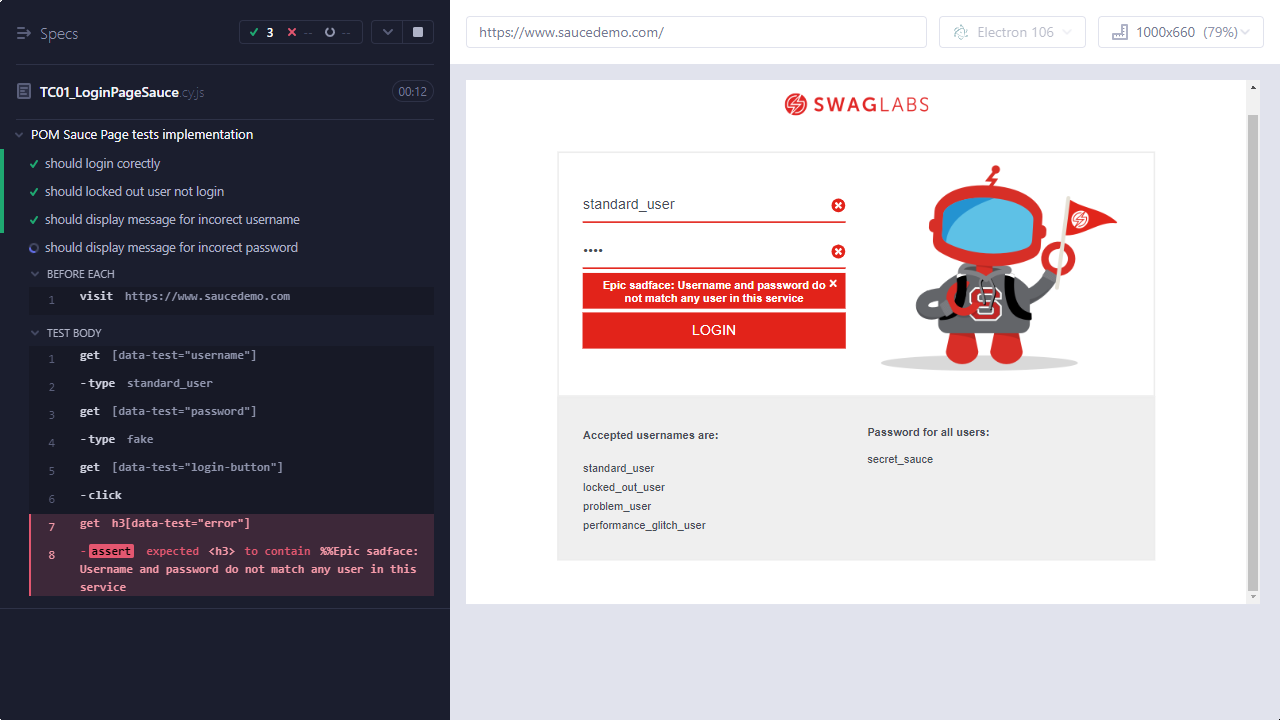 Specs
3 -- --
TC01_LoginPageSauce.cy.js
00:12
POM Sauce Page tests implementation
should login corectly
should locked out user not login
should display message for incorect username
should display message for incorect password
BEFORE EACH
1 visit https://www.saucedemo.com
TEST BODY
1 get [data-test="username"]
2 -type standard_user
3 get [data-test="password"]
4 -type fake
5 get [data-test="login-button"]
6 -click
7 get h3[data-test="error"]
8 -assert expected <h3> to contain %%Epic sadface:
Username and password do not match any user in this
service
https://www.saucedemo.com/
Electron 106
1000x660 (79%)
SWAGLABS
standard_user
••••
Epic sadface: Username and password do
not match any user in this service
LOGIN
S
Accepted usernames are:
standard_user
locked_out_user
problem_user
performance_glitch_user
Password for all users:
secret_sauce